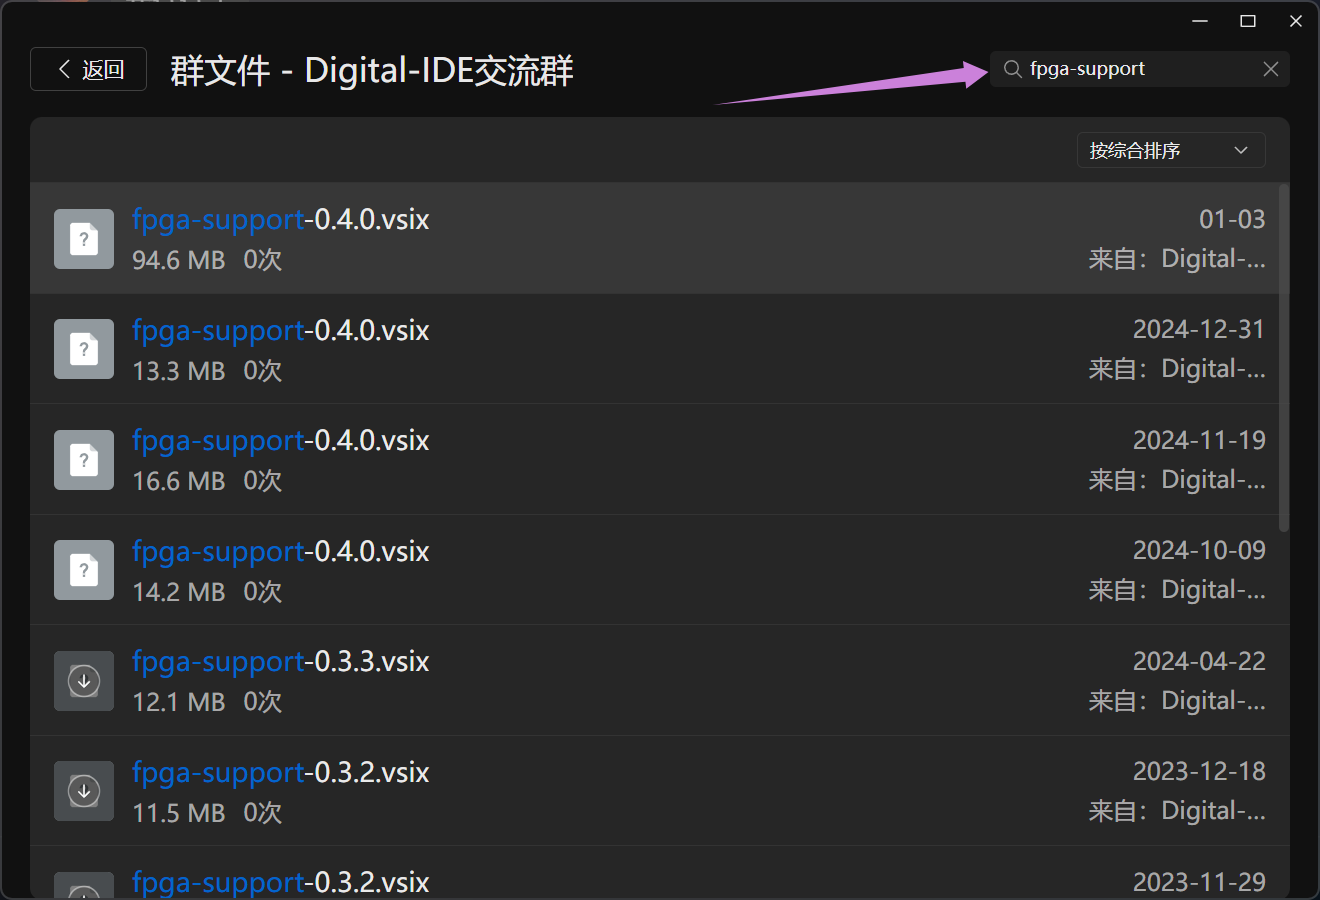 返回
群文件 - Digital-IDE交流群
fpga-support
按综合排序
fpga-support-0.4.0.vsix
01-03
94.6 MB 0次
来自：Digital-...
fpga-support-0.4.0.vsix
2024-12-31
13.3 MB 0次
来自：Digital-...
fpga-support-0.4.0.vsix
2024-11-19
16.6 MB 0次
来自：Digital-...
fpga-support-0.4.0.vsix
2024-10-09
14.2 MB 0次
来自：Digital-...
fpga-support-0.3.3.vsix
2024-04-22
12.1 MB 0次
来自：Digital-...
fpga-support-0.3.2.vsix
2023-12-18
11.5 MB 0次
来自：Digital-...
fpga-support-0.3.2.vsix
2023-11-29